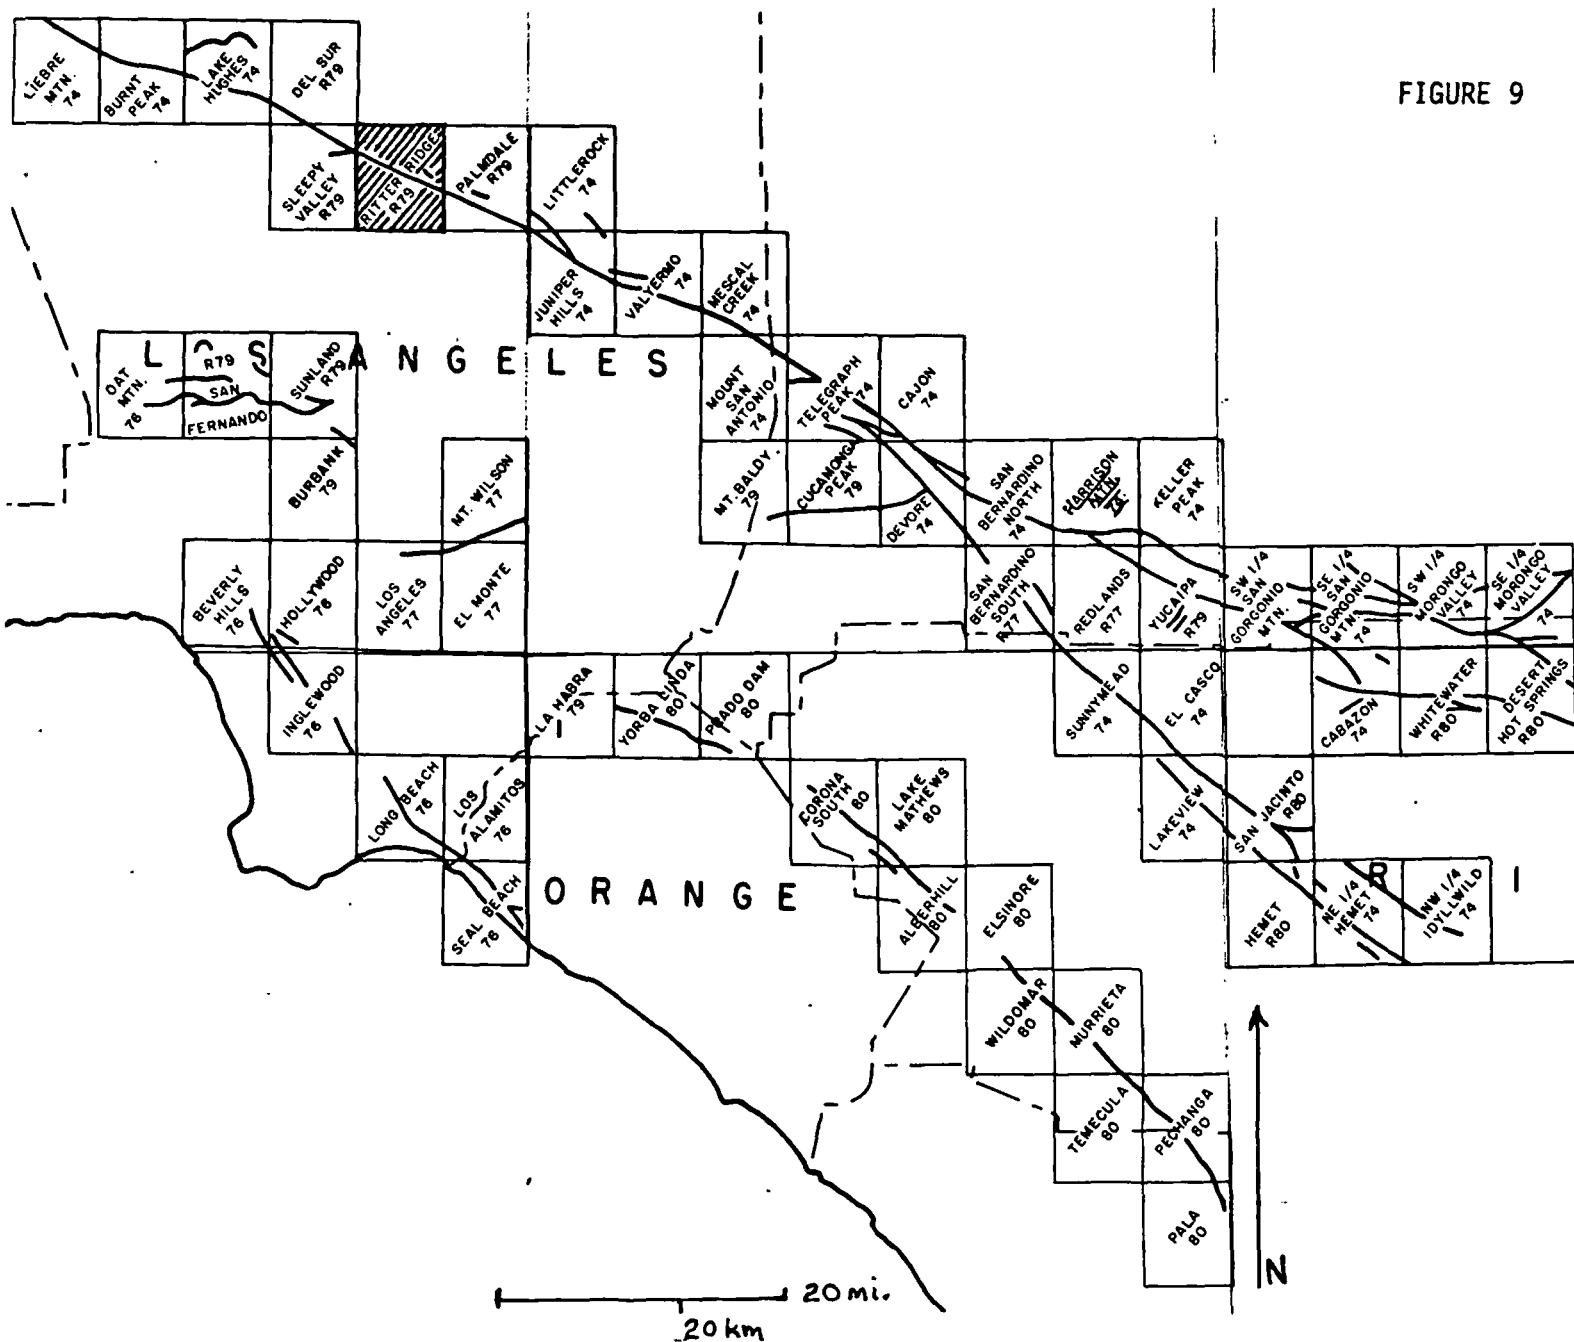 FIGURE 9
LIEBRE
MTN.
74
BURNT
PEAK
74
LAKE
HUGHES
74
DEL SUR
R79
SLEEPY
VALLEY
R79
RITTER RIDGE
R79
PALMDALE
R79
LITTLEROCK
74
JUNIPER
HILLS
74
VALYERMO
74
MESCAL
CREEK
74
LOS ANGELES
OAT
MTN.
76
R79
SAN
FERNANDO
SUNLAND
R79
MOUNT
SAN
ANTONIO
74
TELEGRAPH
PEAK
74
CAJON
74
BURBANK
79
MT. WILSON
77
MT. BALDY
79
CUCAMONGA
PEAK
79
DEVORE
74
SAN
BERNARDINO
NORTH
74
HARRISON
MTN.
74
KELLER
PEAK
74
BEVERLY
HILLS
76
HOLLYWOOD
76
LOS
ANGELES
77
EL MONTE
77
SAN
BERNARDINO
SOUTH
R77
REDLANDS
R77
YUCAIPA
R79
SW 1/4
SAN
GORGONIO
MTN.
SE 1/4
SAN
GORGONIO
MTN.
74
SW 1/4
MORONGO
VALLEY
74
SE 1/4
MORONGO
VALLEY
74
INGLEWOOD
76
LA HABRA
79
YORBA LINDA
80
PRADO DAM
80
SUNNYMEAD
74
EL CASCO
74
CABAZON
74
WHITEWATER
R80
DESERT
HOT SPRINGS
R80
LONG BEACH
76
LOS
ALAMITOS
76
CORONA
SOUTH
80
LAKE
MATHEWS
80
LAKEVIEW
74
SAN JACINTO
R80
SEAL BEACH
76
ORANGE
ALBERHILL
80
ELSINORE
80
HEMET
R80
NE 1/4
HEMET
74
NW 1/4
IDYLLWILD
74
R I
WILDOMAR
80
MURRIETA
80
TEMECULA
80
PECHANGA
80
PALA
80
N
20 mi.
20 km